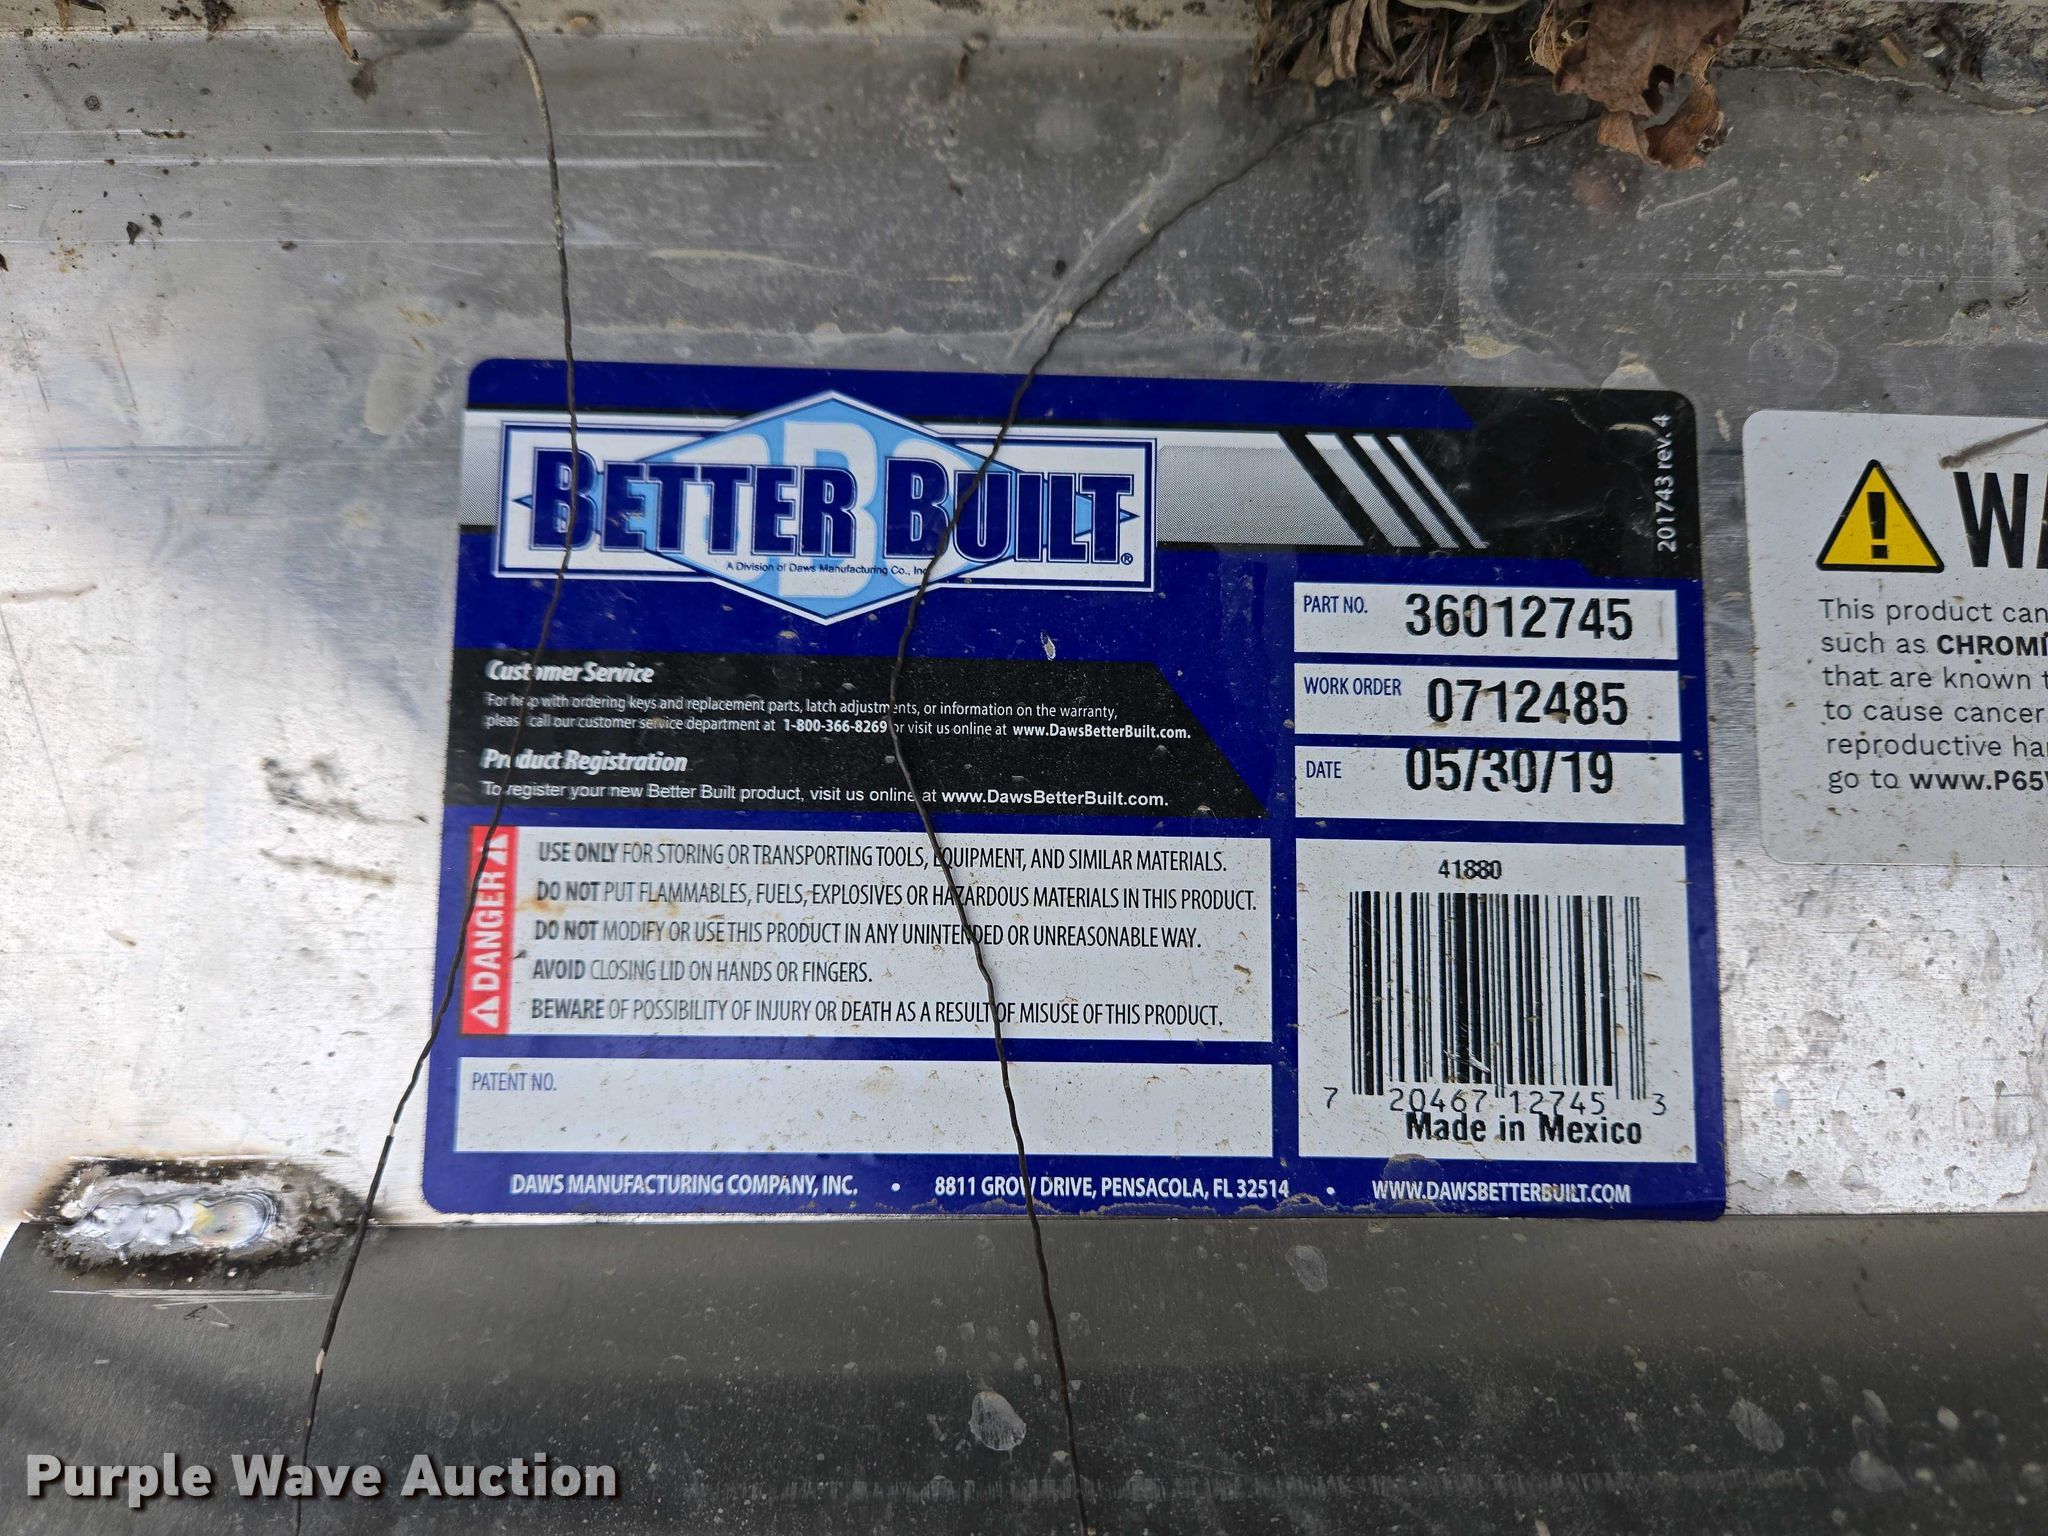 BETTER BUILT®
A Division of Daws Manufacturing Co., Inc.
201743 rev. 4
PART NO. 36012745
WORK ORDER 0712485
DATE 05/30/19
Customer Service
For help with ordering keys and replacement parts, latch adjustments, or information on the warranty,
please call our customer service department at 1-800-366-8269 or visit us online at www.DawsBetterBuilt.com.
Product Registration
To register your new Better Built product, visit us online at www.DawsBetterBuilt.com.
DANGER
USE ONLY FOR STORING OR TRANSPORTING TOOLS, EQUIPMENT, AND SIMILAR MATERIALS.
DO NOT PUT FLAMMABLES, FUELS, EXPLOSIVES OR HAZARDOUS MATERIALS IN THIS PRODUCT.
DO NOT MODIFY OR USE THIS PRODUCT IN ANY UNINTENDED OR UNREASONABLE WAY.
AVOID CLOSING LID ON HANDS OR FINGERS.
BEWARE OF POSSIBILITY OF INJURY OR DEATH AS A RESULT OF MISUSE OF THIS PRODUCT.
PATENT NO.
41880
7 20467 12745 3
Made in Mexico
DAWS MANUFACTURING COMPANY, INC. • 8811 GROW DRIVE, PENSACOLA, FL 32514 • WWW.DAWSBETTERBUILT.COM
This product can
such as CHROMI
that are known
to cause cancer
reproductive
go to www.P65
Purple Wave Auction